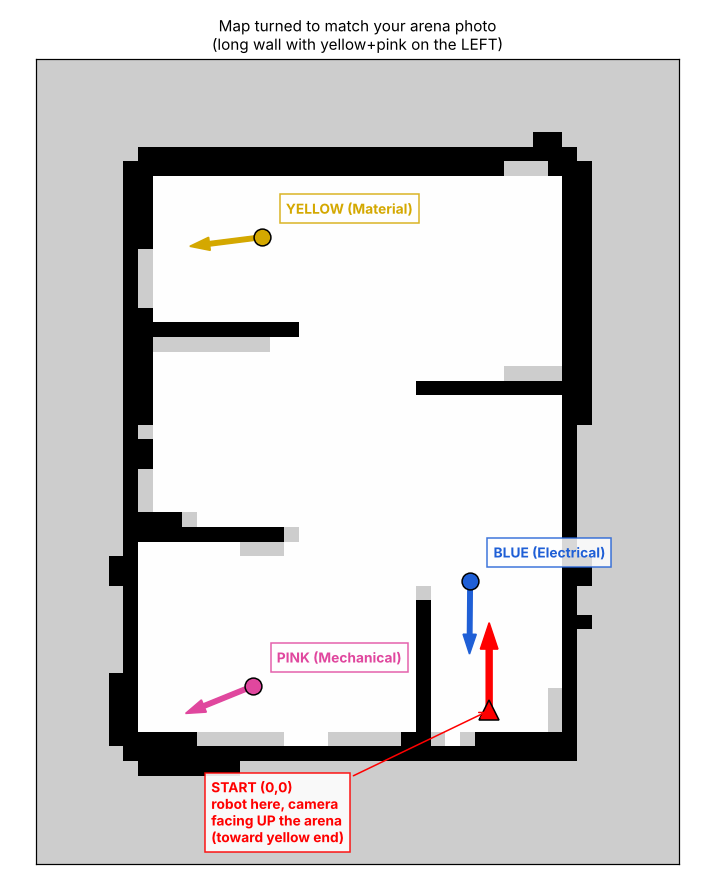 Map turned to match your arena photo
(long wall with yellow+pink on the LEFT)
YELLOW (Material)
BLUE (Electrical)
PINK (Mechanical)
START (0,0)
robot here, camera
facing UP the arena
(toward yellow end)